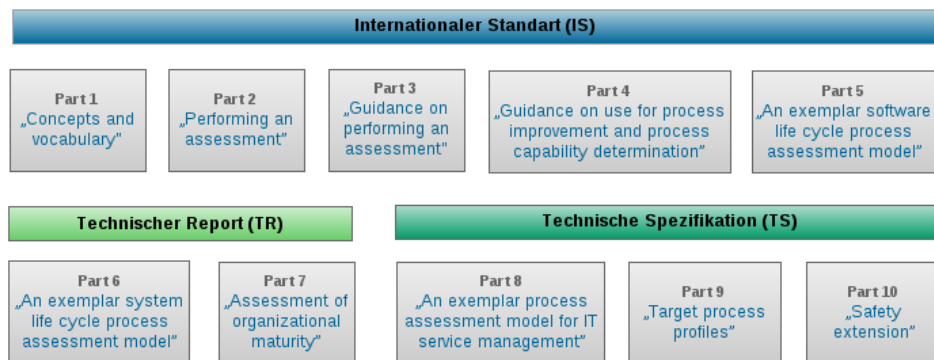 Internationaler Standart (IS)
Part 1
„Concepts and
vocabulary”
Part 2
„Performing an
assessment”
Part 3
„Guidance on
performing an
assessment”
Part 4
„Guidance on use for process
improvement and process
capability determination”
Part 5
„An exemplar software
life cycle process
assessment model”
Technischer Report (TR)
Technische Spezifikation (TS)
Part 6
„An exemplar system
life cycle process
assessment model”
Part 7
„Assessment of
organizational
maturity”
Part 8
„An exemplar process
assessment model for IT
service management”
Part 9
„Target process
profiles”
Part 10
„Safety
extension”